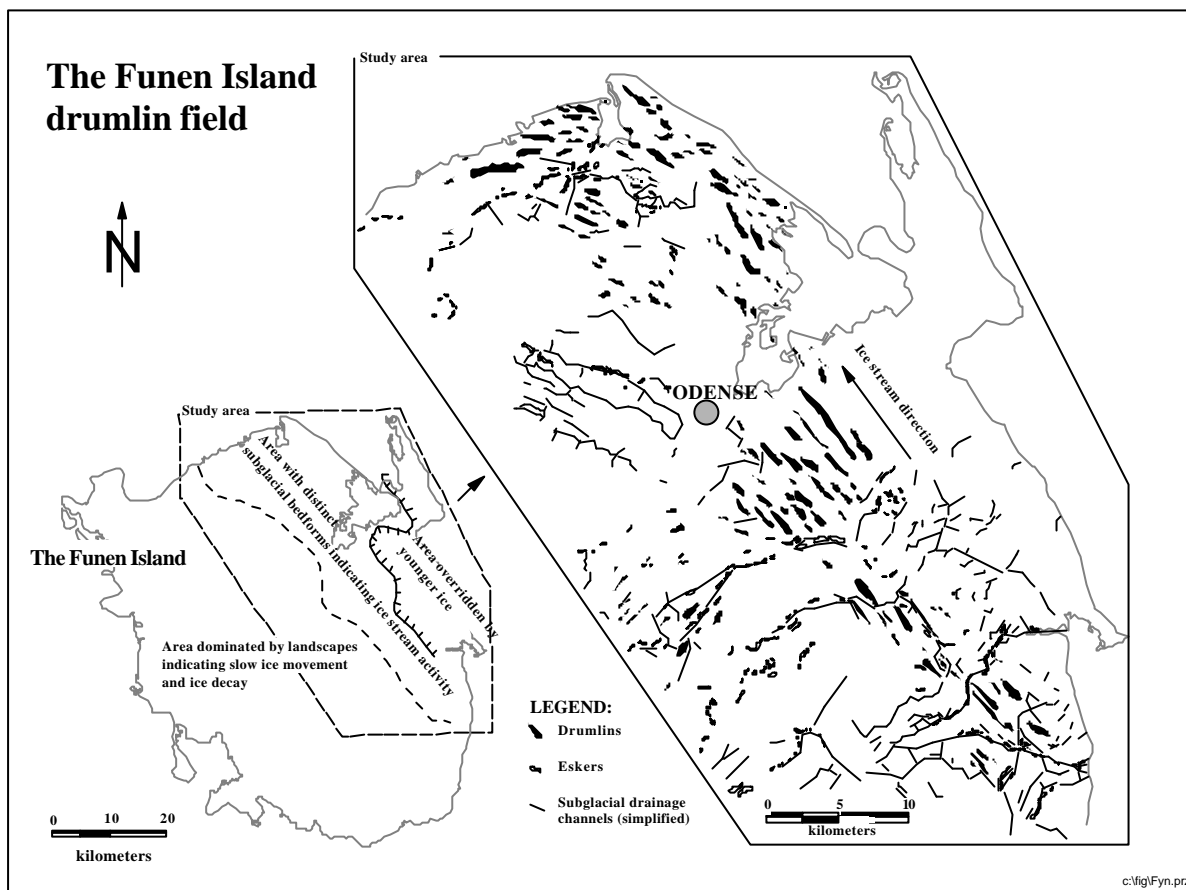 The Funen Island
drumlin field
N
Study area
ODENSE
Ice stream direction
Study area
Area with distinct
subglacial bedforms indicating ice stream activity
Area overridden by
younger ice
The Funen Island
Area dominated by landscapes
indicating slow ice movement
and ice decay
LEGEND:
Drumlins
Eskers
Subglacial drainage
channels (simplified)
0 10 20
kilometers
0 5 10
kilometers
c:\fig\Fyn.prz